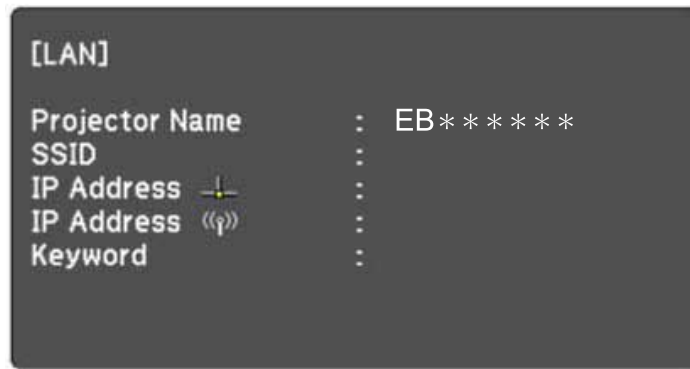 [LAN]
Projector Name : EB******
SSID :
IP Address :
IP Address :
Keyword :